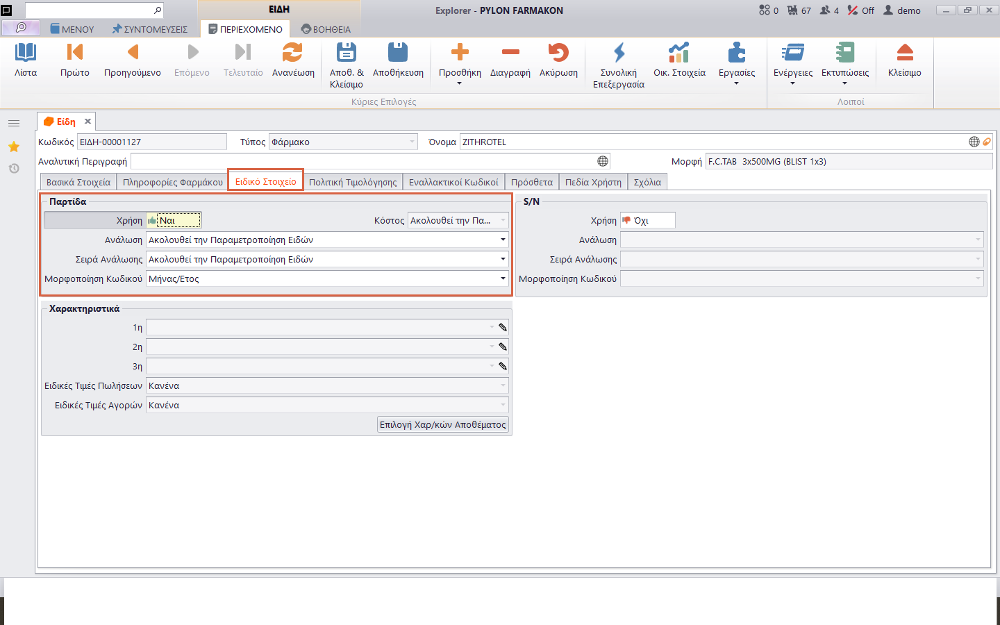 ΕΙΔΗ
Explorer - PYLON FARMAKON
0 67 4 Off demo
ΜΕΝΟΥ ΣΥΝΤΟΜΕΥΣΕΙΣ ΠΕΡΙΕΧΟΜΕΝΟ ΒΟΗΘΕΙΑ
Λίστα Πρώτο Προηγούμενο Επόμενο Τελευταίο Ανανέωση Αποθ. & Κλείσιμο Αποθήκευση Προσθήκη Διαγραφή Ακύρωση Συνολική Επεξεργασία Οικ. Στοιχεία Εργασίες Ενέργειες Εκτυπώσεις Κλείσιμο
Κύριες Επιλογές Λοιποί
Είδη
Κωδικός ΕΙΔΗ-00001127 Τύπος Φάρμακο Όνομα ZITHROTEL
Αναλυτική Περιγραφή Μορφή F.C.TAB 3x500MG (BLIST 1x3)
Βασικά Στοιχεία Πληροφορίες Φαρμάκου Ειδικό Στοιχείο Πολιτική Τιμολόγησης Εναλλακτικοί Κωδικοί Πρόσθετα Πεδία Χρήστη Σχόλια
Παρτίδα
Χρήση Ναι Κόστος Ακολουθεί την Πα...
Ανάλωση Ακολουθεί την Παραμετροποίηση Ειδών
Σειρά Ανάλωσης Ακολουθεί την Παραμετροποίηση Ειδών
Μορφοποίηση Κωδικού Μήνας/Ετος
S/N
Χρήση Όχι
Ανάλωση
Σειρά Ανάλωσης
Μορφοποίηση Κωδικού
Χαρακτηριστικά
1η
2η
3η
Ειδικές Τιμές Πωλήσεων Κανένα
Ειδικές Τιμές Αγορών Κανένα
Επιλογή Χαρ/κών Αποθέματος